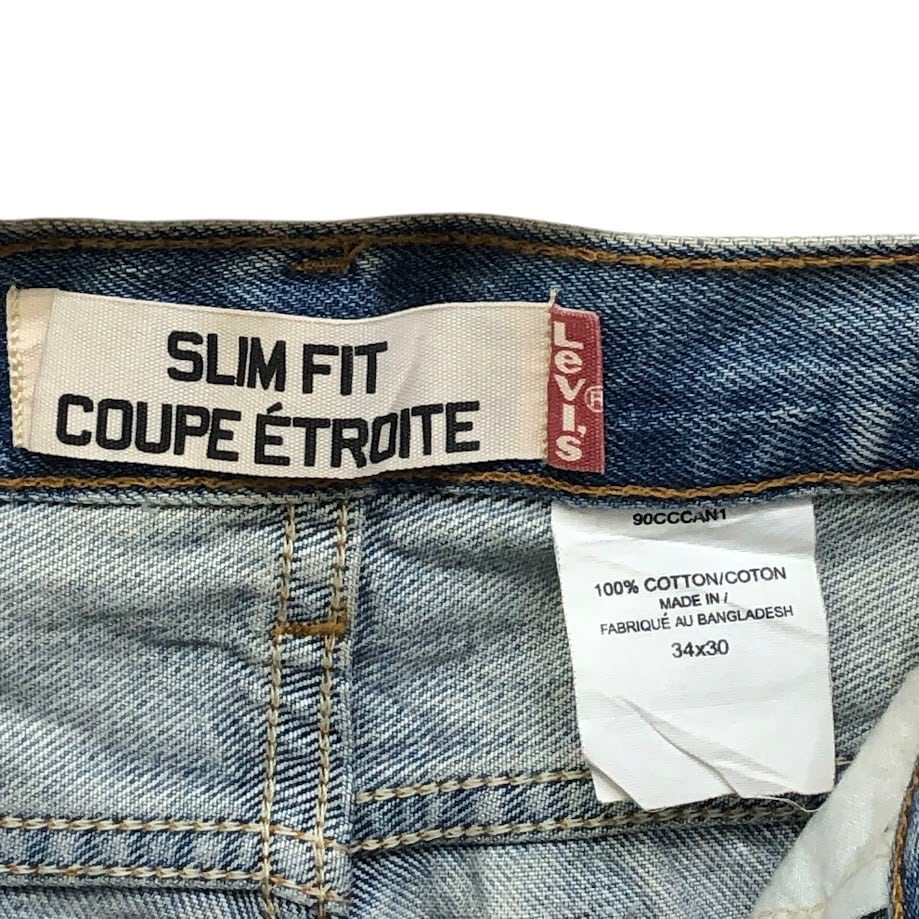 SLIM FIT
COUPE ÉTROITE
Levi's ®
90CCCAN1
100% COTTON/COTON
MADE IN /
FABRIQUÉ AU BANGLADESH
34x30